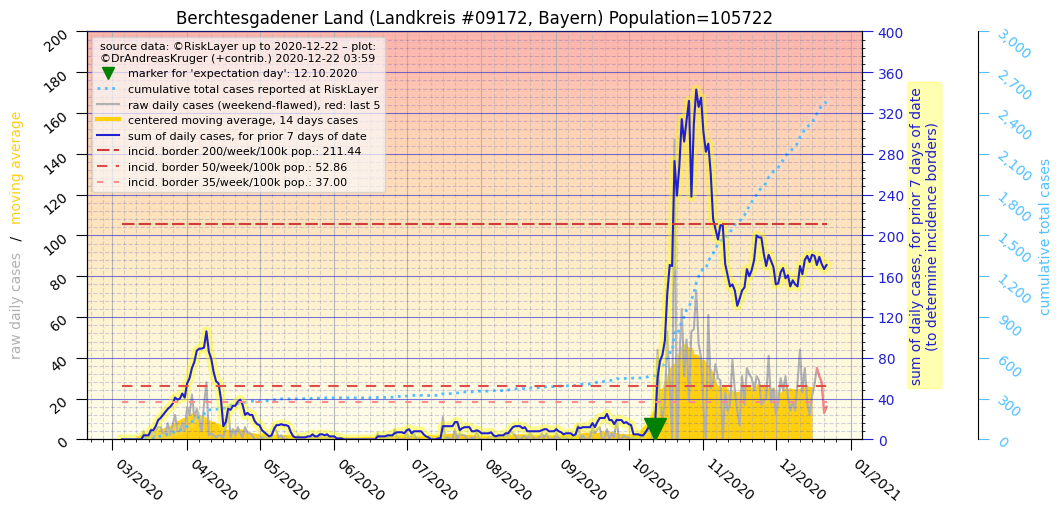 Berchtesgadener Land (Landkreis #09172, Bayern) Population=105722
source data: ©RiskLayer up to 2020-12-22 – plot:
©DrAndreasKruger (+contrib.) 2020-12-22 03:59
marker for 'expectation day': 12.10.2020
cumulative total cases reported at RiskLayer
raw daily cases (weekend-flawed), red: last 5
centered moving average, 14 days cases
sum of daily cases, for prior 7 days of date
incid. border 200/week/100k pop.: 211.44
incid. border 50/week/100k pop.: 52.86
incid. border 35/week/100k pop.: 37.00
raw daily cases / moving average
200
180
160
140
120
100
80
60
40
20
0
03/2020
04/2020
05/2020
06/2020
07/2020
08/2020
09/2020
10/2020
11/2020
12/2020
01/2021
400
360
320
280
240
200
160
120
80
40
0
sum of daily cases, for prior 7 days of date
(to determine incidence borders)
3,000
2,700
2,400
2,100
1,800
1,500
1,200
900
600
300
0
cumulative total cases